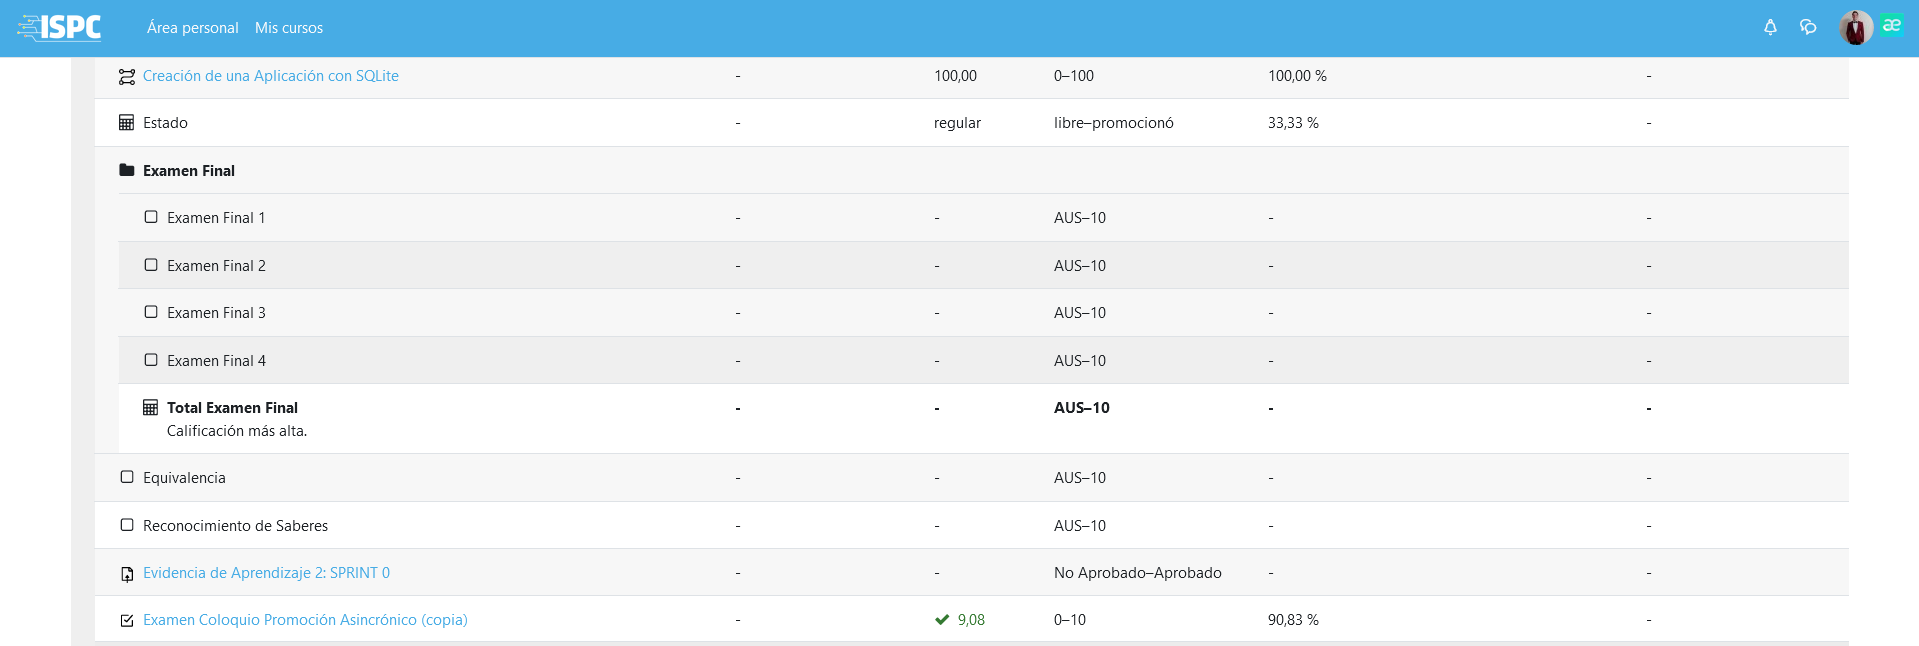 ISPC Área personal Mis cursos æ
Creación de una Aplicación con SQLite - 100,00 0–100 100,00 % -
Estado - regular libre–promocionó 33,33 % -
Examen Final
Examen Final 1 - - AUS–10 - -
Examen Final 2 - - AUS–10 - -
Examen Final 3 - - AUS–10 - -
Examen Final 4 - - AUS–10 - -
Total Examen Final - - AUS–10 - -
Calificación más alta.
Equivalencia - - AUS–10 - -
Reconocimiento de Saberes - - AUS–10 - -
Evidencia de Aprendizaje 2: SPRINT 0 - - No Aprobado–Aprobado - -
Examen Coloquio Promoción Asincrónico (copia) - 9,08 0–10 90,83 % -